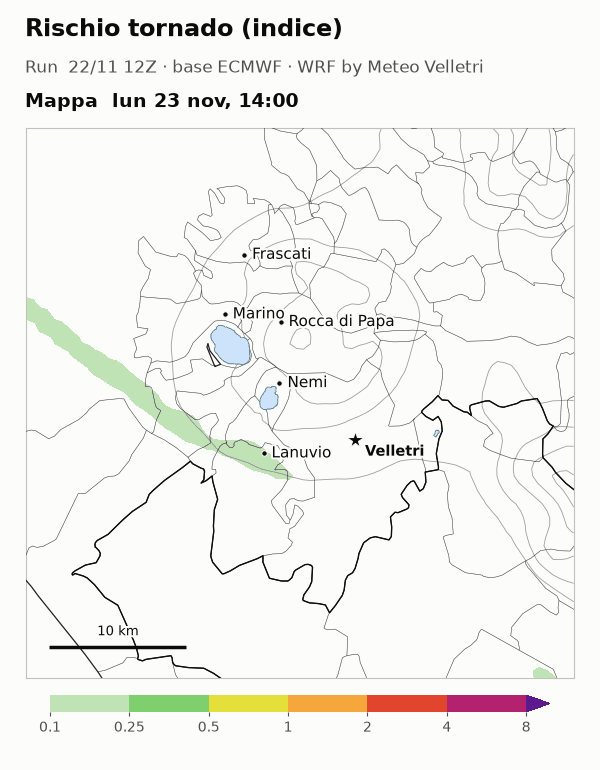 Rischio tornado (indice)
Run  22/11 12Z · base ECMWF · WRF by Meteo Velletri
Mappa  lun 23 nov, 14:00
Frascati
Marino
Rocca di Papa
Nemi
Velletri
Lanuvio
10 km
0.1 0.25 0.5 1 2 4 8